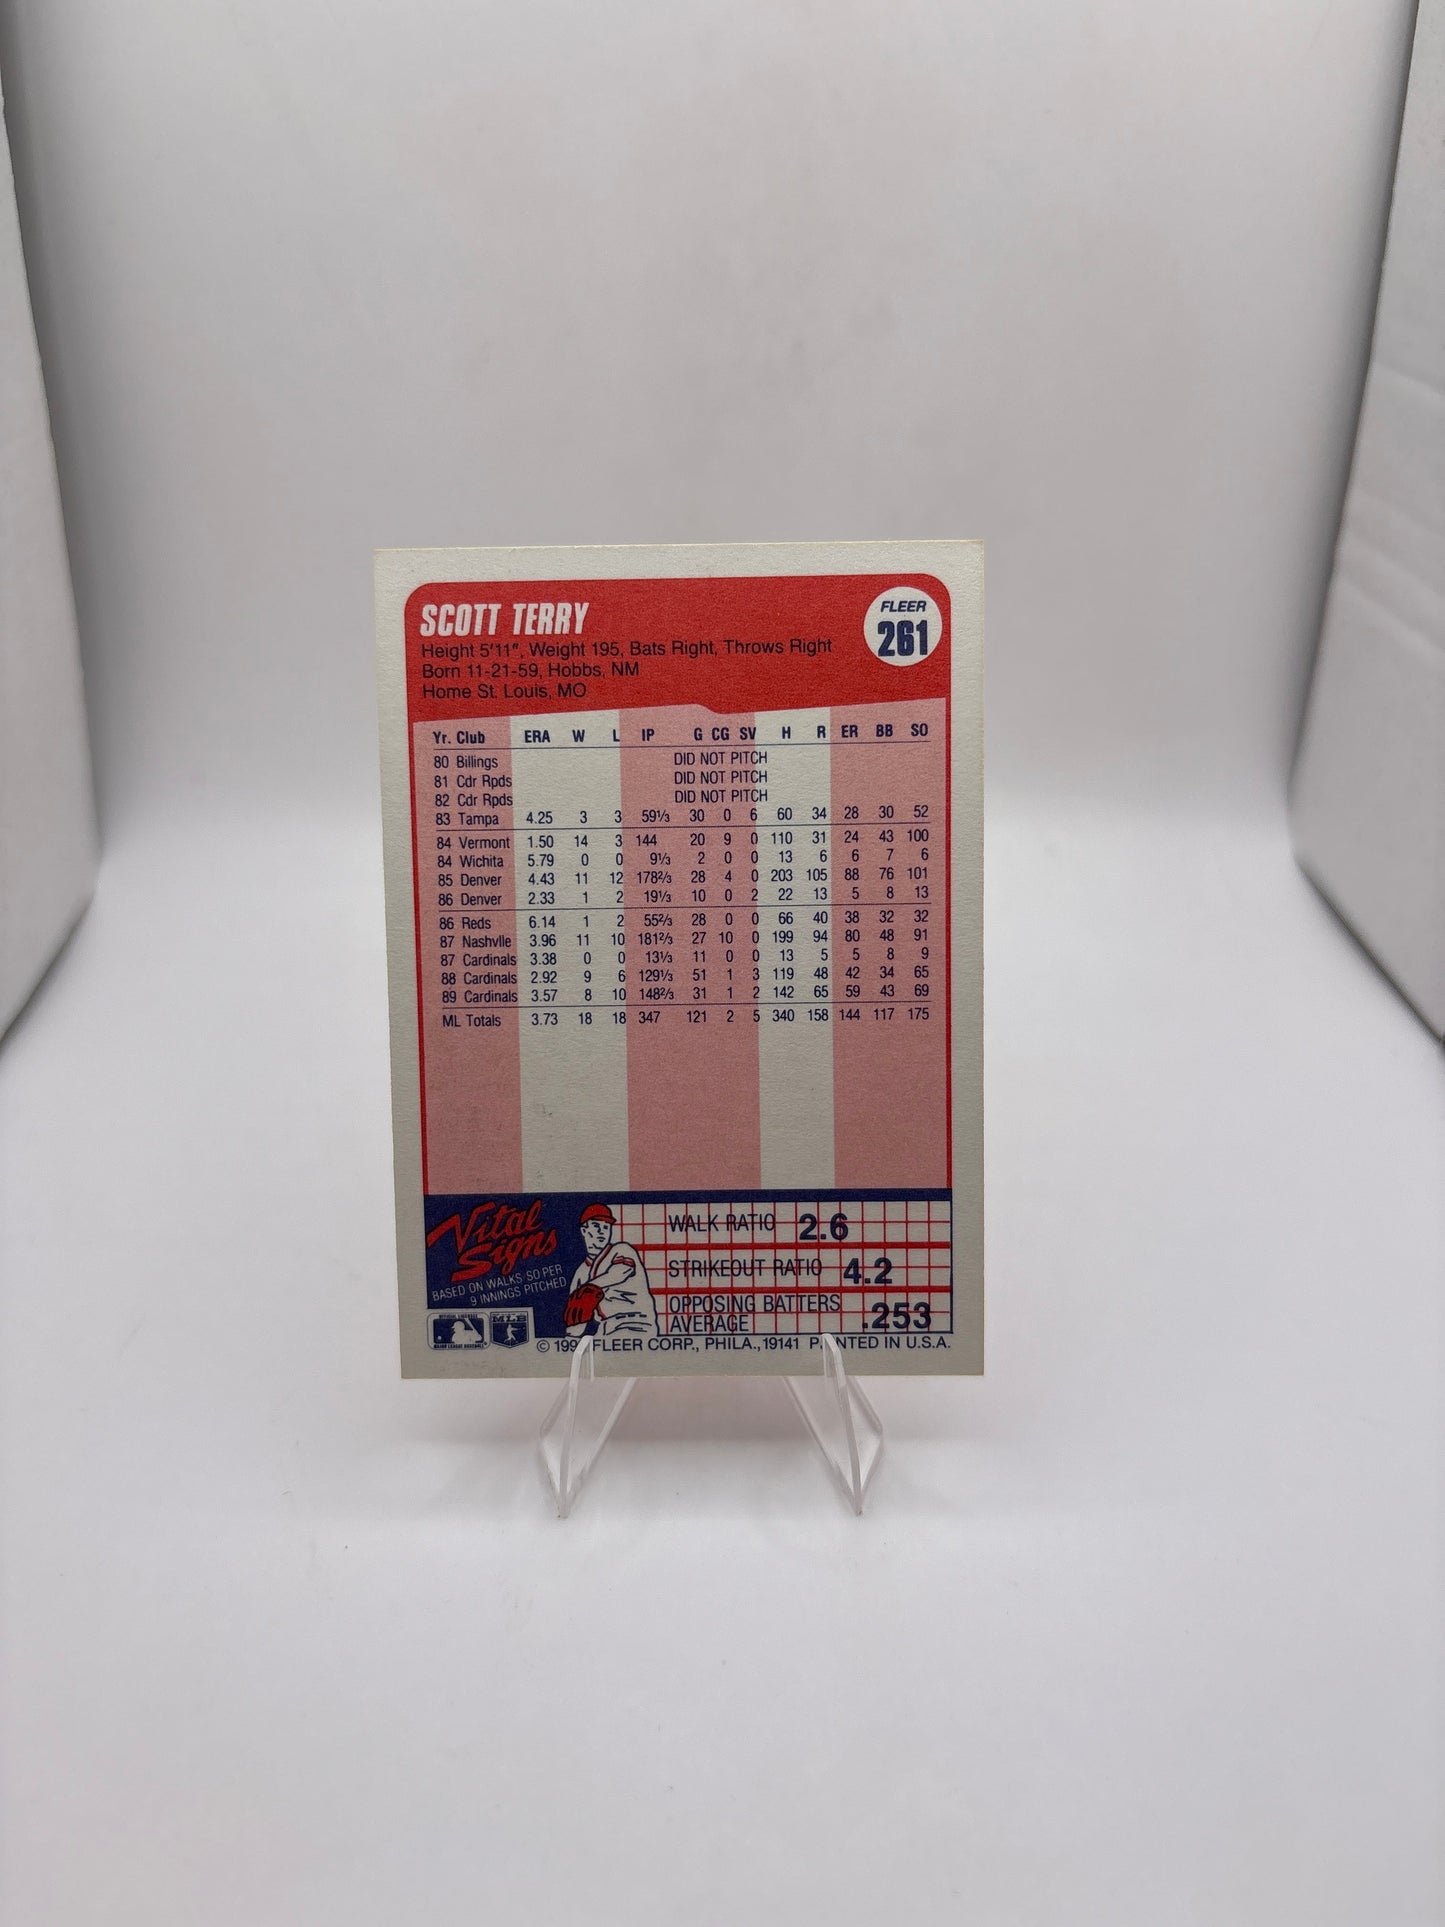 SCOTT TERRY
FLEER
261
Height 5'11", Weight 195, Bats Right, Throws Right
Born 11-21-59, Hobbs, NM
Home St. Louis, MO
Yr. Club ERA W L IP G CG SV H R ER BB SO
80 Billings DID NOT PITCH
81 Cdr Rpds DID NOT PITCH
82 Cdr Rpds DID NOT PITCH
83 Tampa 4.25 3 3 59⅓ 30 0 6 60 34 28 30 52
84 Vermont 1.50 14 3 144 20 9 0 110 31 24 43 100
84 Wichita 5.79 0 0 9⅓ 2 0 0 13 6 6 7 6
85 Denver 4.43 11 12 178⅔ 28 4 0 203 105 88 76 101
86 Denver 2.33 1 2 19⅓ 10 0 2 22 13 5 8 13
86 Reds 6.14 1 2 55⅔ 28 0 0 66 40 38 32 32
87 Nashvlle 3.96 11 10 181⅔ 27 10 0 199 94 80 48 91
87 Cardinals 3.38 0 0 13⅓ 11 0 0 13 5 5 8 9
88 Cardinals 2.92 9 6 129⅓ 51 1 3 119 48 42 34 65
89 Cardinals 3.57 8 10 148⅔ 31 1 2 142 65 59 43 69
ML Totals 3.73 18 18 347 121 2 5 340 158 144 117 175
Vital
Signs
BASED ON WALKS/SO PER
9 INNINGS PITCHED
WALK RATIO 2.6
STRIKEOUT RATIO 4.2
OPPOSING BATTERS
AVERAGE .253
MLB
© 199 FLEER CORP., PHILA., 19141 PRINTED IN U.S.A.